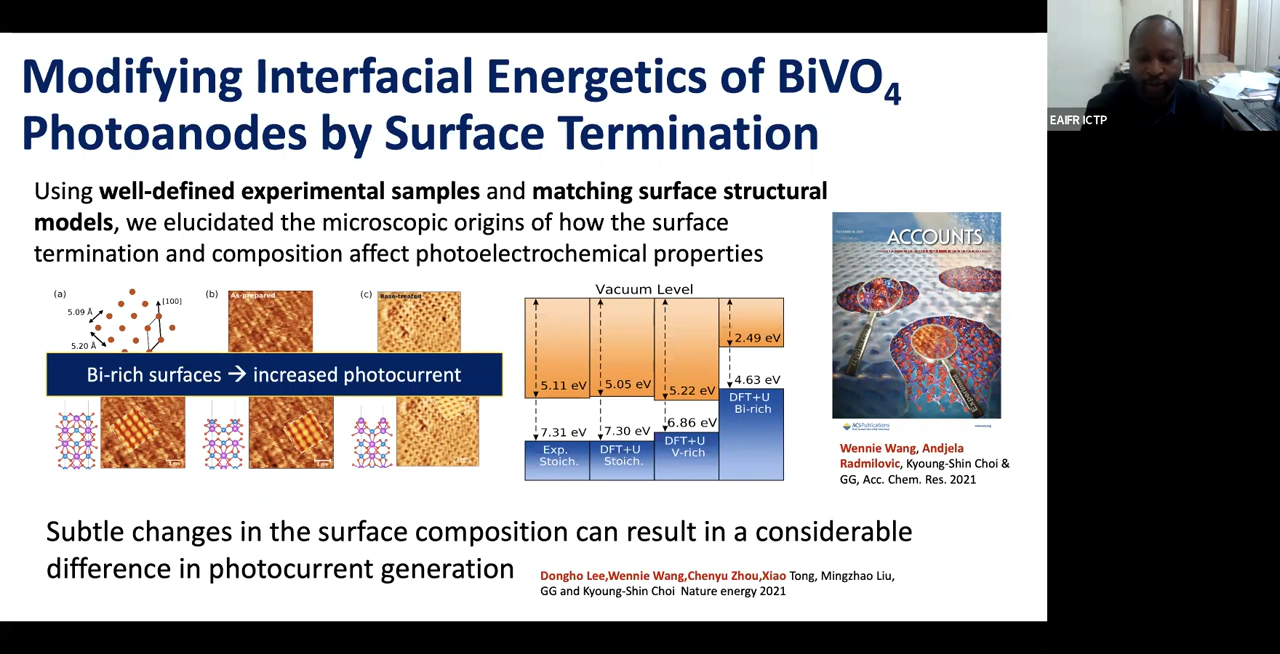 Modifying Interfacial Energetics of BiVO4
Photoanodes by Surface Termination
EAIFR ICTP
Using well-defined experimental samples and matching surface structural
models, we elucidated the microscopic origins of how the surface
termination and composition affect photoelectrochemical properties
(a)
[100]
5.09 Å
5.20 Å
(b)
As-prepared
(c)
Base-treated
Bi-rich surfaces → increased photocurrent
Vacuum Level
5.11 eV
5.05 eV
5.22 eV
2.49 eV
7.31 eV
7.30 eV
6.86 eV
4.63 eV
Exp.
Stoich.
DFT+U
Stoich.
DFT+U
V-rich
DFT+U
Bi-rich
ACCOUNTS
ACS Publications
Wennie Wang, Andjela
Radmilovic, Kyoung-Shin Choi &
GG, Acc. Chem. Res. 2021
Subtle changes in the surface composition can result in a considerable
difference in photocurrent generation
Dongho Lee,Wennie Wang,Chenyu Zhou,Xiao Tong, Mingzhao Liu,
GG and Kyoung-Shin Choi Nature energy 2021